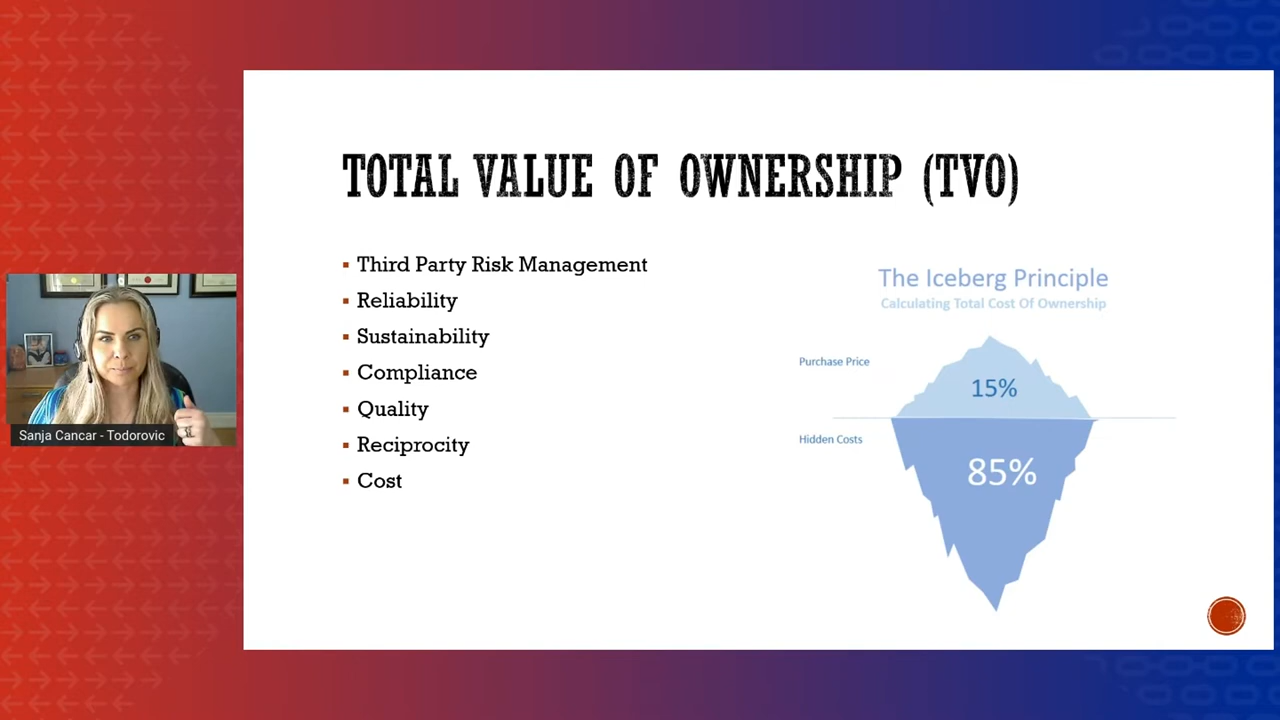 TOTAL VALUE OF OWNERSHIP (TVO)
Third Party Risk Management
Reliability
Sustainability
Compliance
Quality
Reciprocity
Cost
The Iceberg Principle
Calculating Total Cost Of Ownership
Purchase Price
15%
Hidden Costs
85%
Sanja Cancar - Todorovic